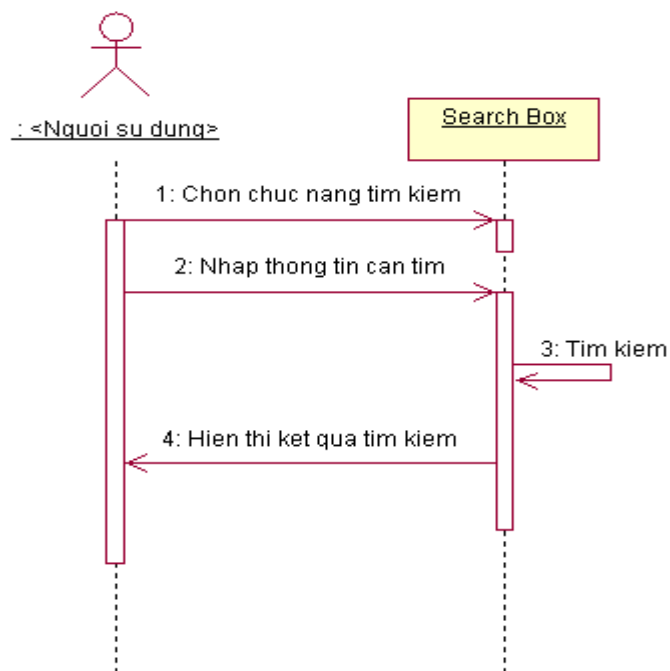 : <Nguoi su dung>
Search Box
1: Chon chuc nang tim kiem
2: Nhap thong tin can tim
3: Tim kiem
4: Hien thi ket qua tim kiem